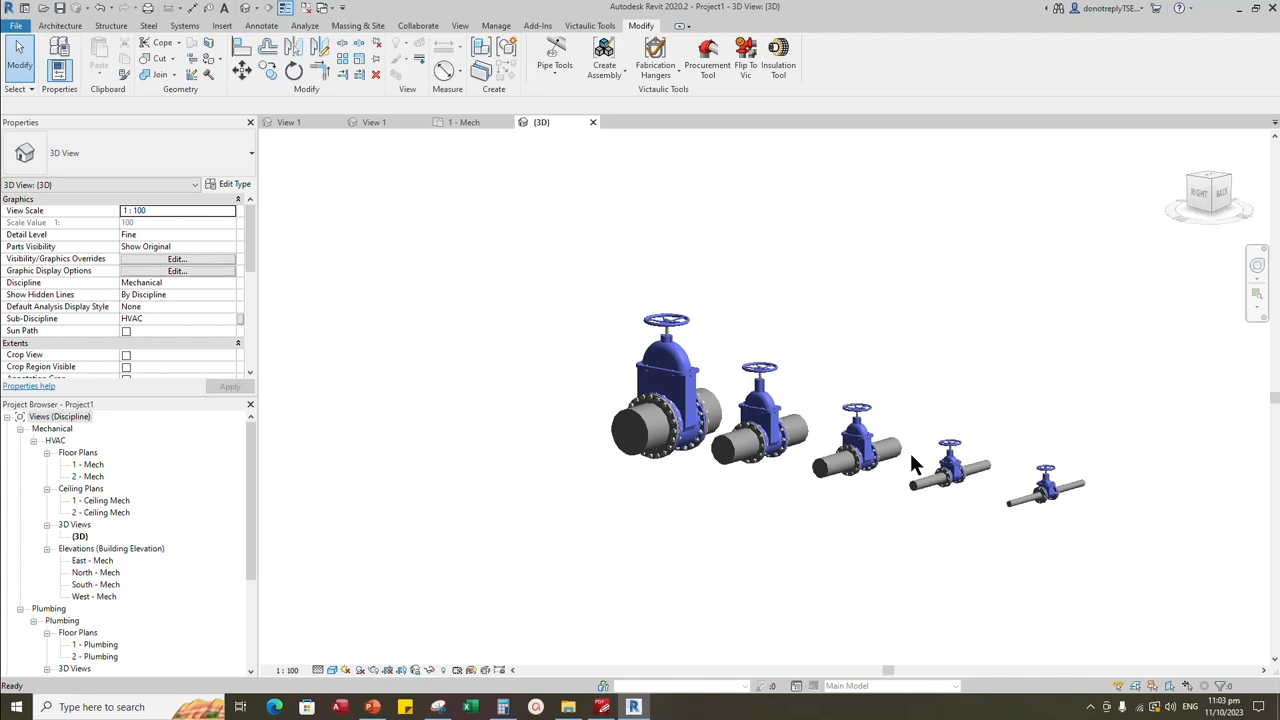 Autodesk Revit 2020.2 - Project1 - 3D View: {3D}
donotreplyTSE...
File
Architecture
Structure
Steel
Systems
Insert
Annotate
Analyze
Massing & Site
Collaborate
View
Manage
Add-Ins
Victaulic Tools
Modify
Modify
Properties
Paste
Cope
Cut
Join
Pipe Tools
Create Assembly
Fabrication Hangers
Procurement Tool
Flip To Vic
Insulation Tool
Select
Properties
Clipboard
Geometry
Modify
View
Measure
Create
Victaulic Tools
Properties
View 1
View 1
1 - Mech
{3D}
3D View
3D View: {3D}
Edit Type
Graphics
View Scale
1 : 100
Scale Value 1:
100
Detail Level
Fine
Parts Visibility
Show Original
Visibility/Graphics Overrides
Edit...
Graphic Display Options
Edit...
Discipline
Mechanical
Show Hidden Lines
By Discipline
Default Analysis Display Style
None
Sub-Discipline
HVAC
Sun Path
Extents
Crop View
Crop Region Visible
Properties help
Apply
Project Browser - Project1
Views (Discipline)
Mechanical
HVAC
Floor Plans
1 - Mech
2 - Mech
Ceiling Plans
1 - Ceiling Mech
2 - Ceiling Mech
3D Views
{3D}
Elevations (Building Elevation)
East - Mech
North - Mech
South - Mech
West - Mech
Plumbing
Plumbing
Floor Plans
1 - Plumbing
2 - Plumbing
3D Views
RIGHT
BACK
1 : 100
Ready
:0
Main Model
:0
Type here to search
11:03 pm
11/10/2023